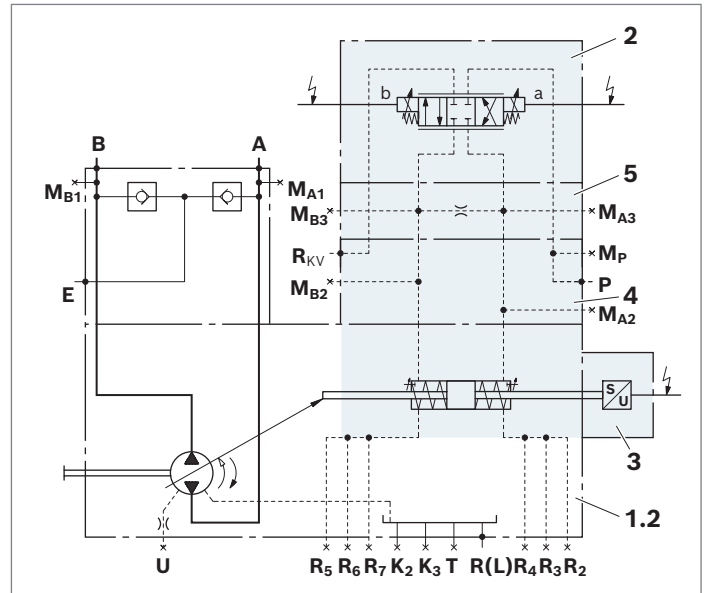 2
b a
B A
5
M_B1 M_A1
M_B3 M_A3
R_KV M_P
E M_B2 P
4
M_A2
S
U
3
1.2
U R_5 R_6 R_7 K_2 K_3 T R(L) R_4 R_3 R_2